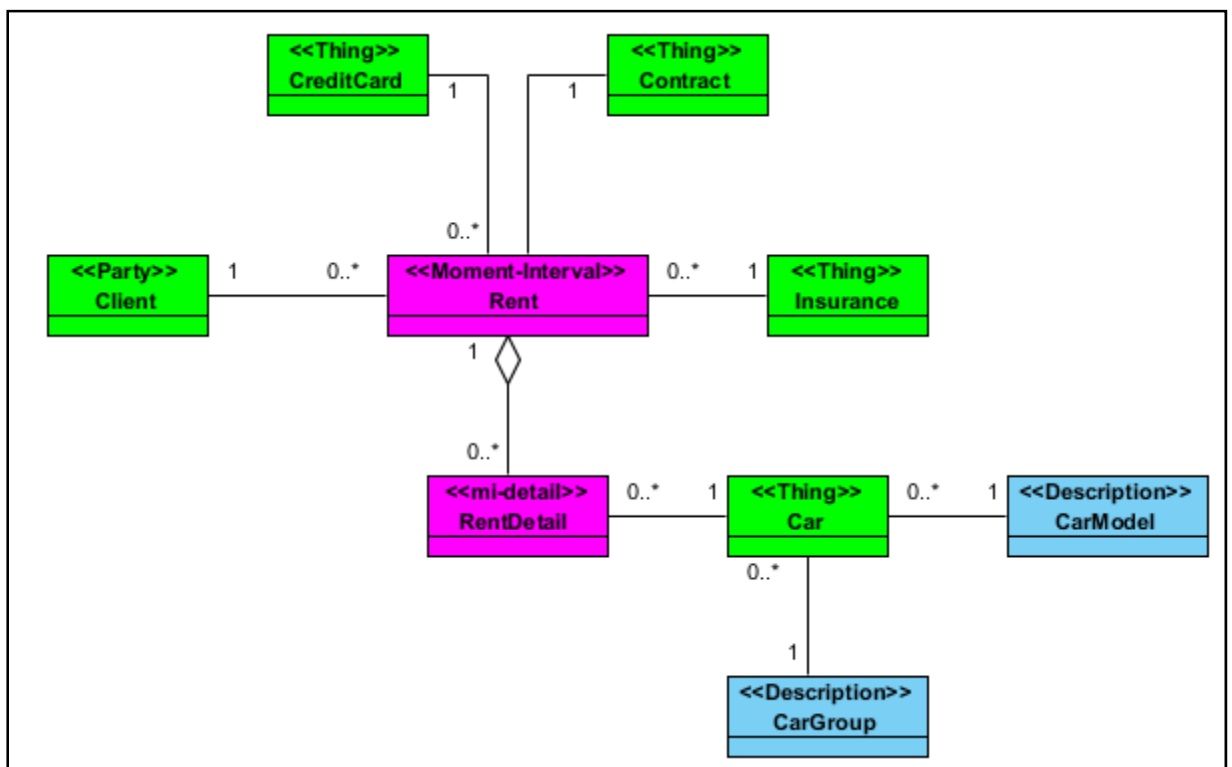 <<Thing>>
CreditCard
<<Thing>>
Contract
1
1
0..*
<<Party>>
Client
1
0..*
<<Moment-Interval>>
Rent
0..*
1
<<Thing>>
Insurance
1
0..*
<<mi-detail>>
RentDetail
0..*
1
<<Thing>>
Car
0..*
1
<<Description>>
CarModel
0..*
1
<<Description>>
CarGroup